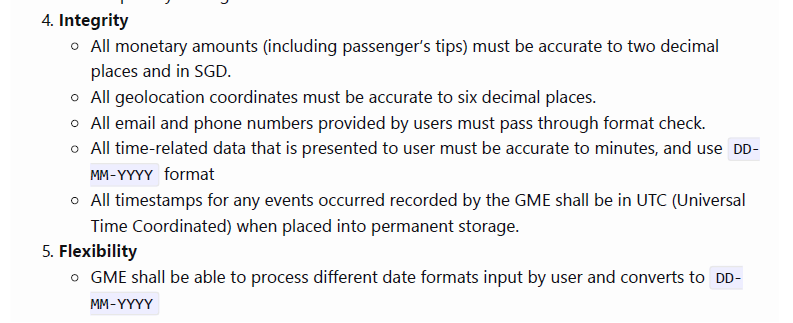 4. Integrity
All monetary amounts (including passenger's tips) must be accurate to two decimal
places and in SGD.
All geolocation coordinates must be accurate to six decimal places.
All email and phone numbers provided by users must pass through format check.
All time-related data that is presented to user must be accurate to minutes, and use DD-
MM-YYYY format
All timestamps for any events occurred recorded by the GME shall be in UTC (Universal
Time Coordinated) when placed into permanent storage.
5. Flexibility
GME shall be able to process different date formats input by user and converts to DD-
MM-YYYY